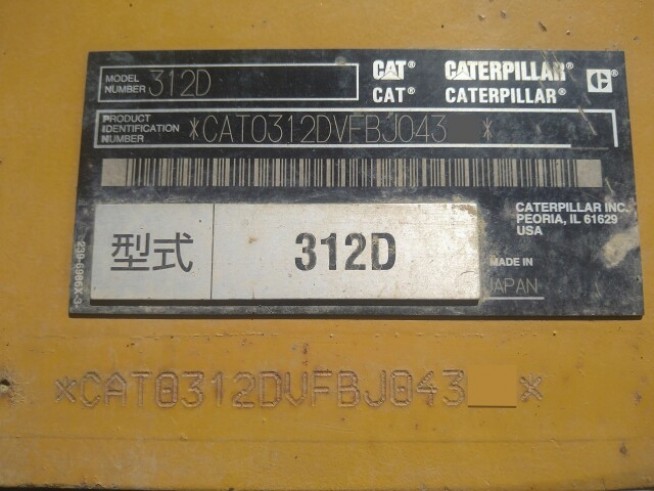 MODEL NUMBER 312D
CAT® CATERPILLAR® C®
CAT® CATERPILLAR®
PRODUCT IDENTIFICATION NUMBER *CAT0312DVFBJ043 *
CATERPILLAR INC.
PEORIA, IL 61629
USA
型式 312D
MADE IN
JAPAN
*CAT0312DVFBJ043 *